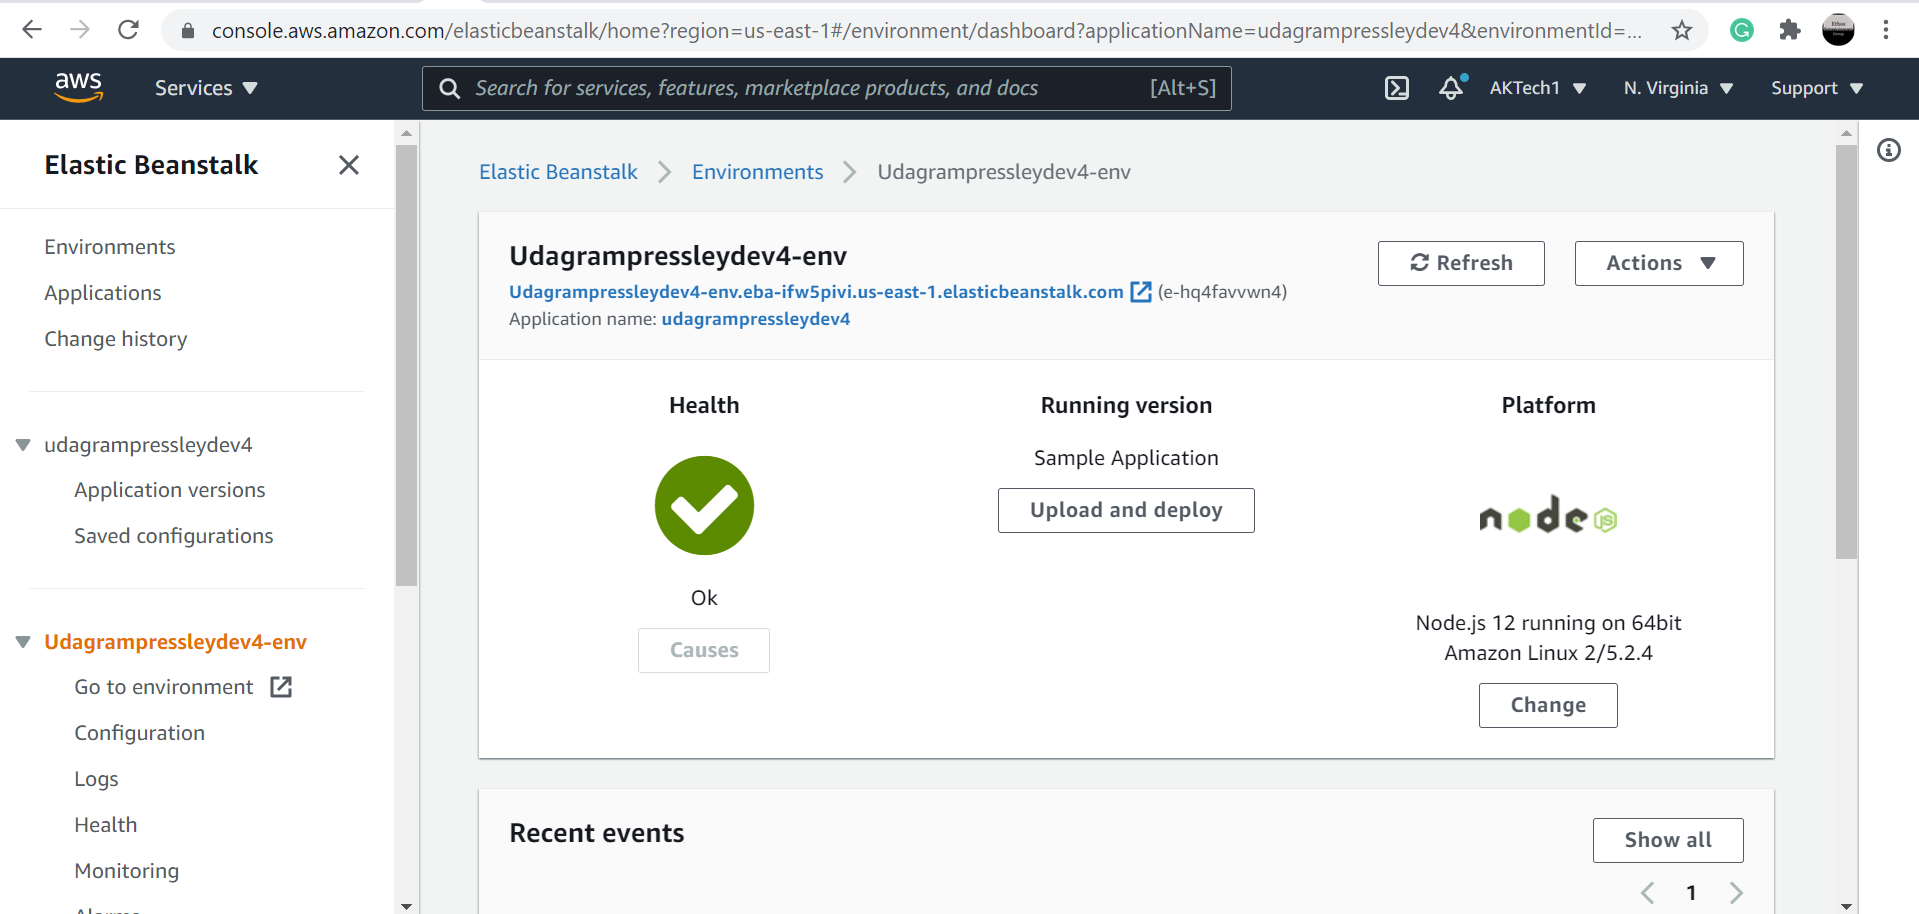 console.aws.amazon.com/elasticbeanstalk/home?region=us-east-1#/environment/dashboard?applicationName=udagrampressleydev4&environmentId=...
aws
Services
Search for services, features, marketplace products, and docs [Alt+S]
AKTech1
N. Virginia
Support
Elastic Beanstalk
Environments
Applications
Change history
udagrampressleydev4
Application versions
Saved configurations
Udagrampressleydev4-env
Go to environment
Configuration
Logs
Health
Monitoring
Alarms
Elastic Beanstalk > Environments > Udagrampressleydev4-env
Udagrampressleydev4-env
Udagrampressleydev4-env.eba-ifw5pivi.us-east-1.elasticbeanstalk.com (e-hq4favvwn4)
Application name: udagrampressleydev4
Refresh
Actions
Health
Ok
Causes
Running version
Sample Application
Upload and deploy
Platform
node JS
Node.js 12 running on 64bit
Amazon Linux 2/5.2.4
Change
Recent events
Show all
1